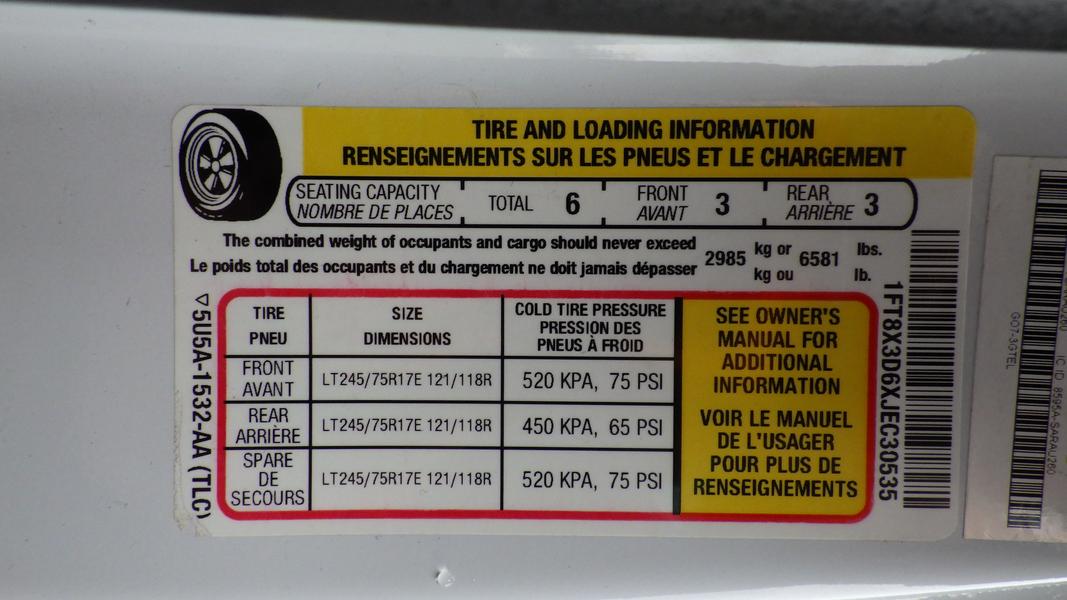 TIRE AND LOADING INFORMATION
RENSEIGNEMENTS SUR LES PNEUS ET LE CHARGEMENT
SEATING CAPACITY TOTAL 6 FRONT 3 REAR 3
NOMBRE DE PLACES AVANT ARRIÈRE
The combined weight of occupants and cargo should never exceed 2985 kg or 6581 lbs.
Le poids total des occupants et du chargement ne doit jamais dépasser kg ou lb.
TIRE SIZE COLD TIRE PRESSURE
PNEU DIMENSIONS PRESSION DES
PNEUS À FROID
FRONT
AVANT LT245/75R17E 121/118R 520 KPA, 75 PSI
REAR
ARRIÈRE LT245/75R17E 121/118R 450 KPA, 65 PSI
SPARE
DE
SECOURS LT245/75R17E 121/118R 520 KPA, 75 PSI
SEE OWNER'S
MANUAL FOR
ADDITIONAL
INFORMATION
VOIR LE MANUEL
DE L'USAGER
POUR PLUS DE
RENSEIGNEMENTS
5U5A-1532-AA (TLC)
1FT8X3D6XJEC30535
GO7-3GTEL
IC ID 8595A-SARAU260